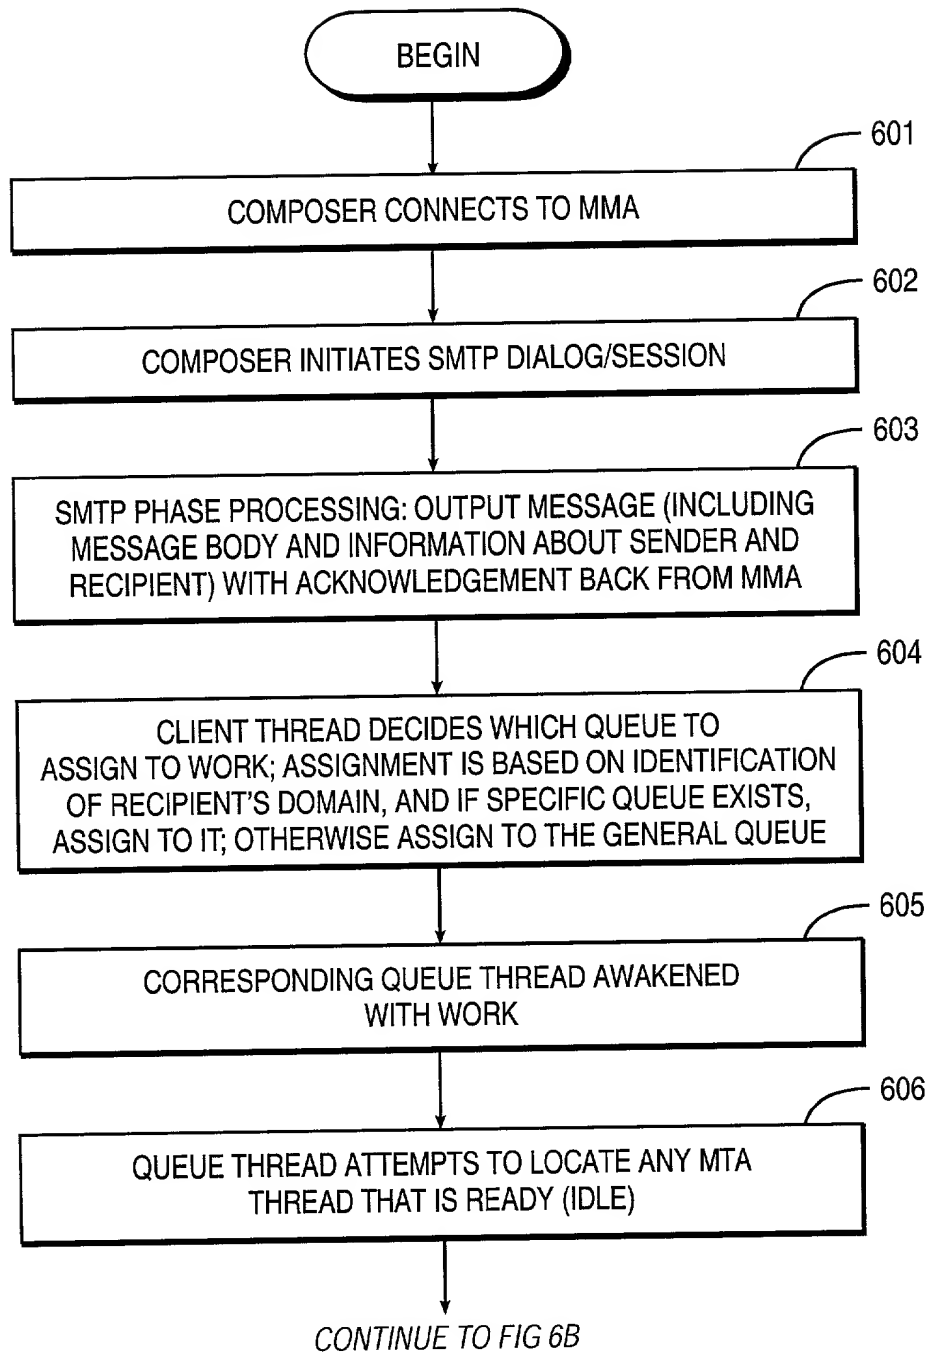 BEGIN
601
COMPOSER CONNECTS TO MMA
602
COMPOSER INITIATES SMTP DIALOG/SESSION
603
SMTP PHASE PROCESSING: OUTPUT MESSAGE (INCLUDING
MESSAGE BODY AND INFORMATION ABOUT SENDER AND
RECIPIENT) WITH ACKNOWLEDGEMENT BACK FROM MMA
604
CLIENT THREAD DECIDES WHICH QUEUE TO
ASSIGN TO WORK; ASSIGNMENT IS BASED ON IDENTIFICATION
OF RECIPIENT'S DOMAIN, AND IF SPECIFIC QUEUE EXISTS,
ASSIGN TO IT; OTHERWISE ASSIGN TO THE GENERAL QUEUE
605
CORRESPONDING QUEUE THREAD AWAKENED
WITH WORK
606
QUEUE THREAD ATTEMPTS TO LOCATE ANY MTA
THREAD THAT IS READY (IDLE)
CONTINUE TO FIG 6B